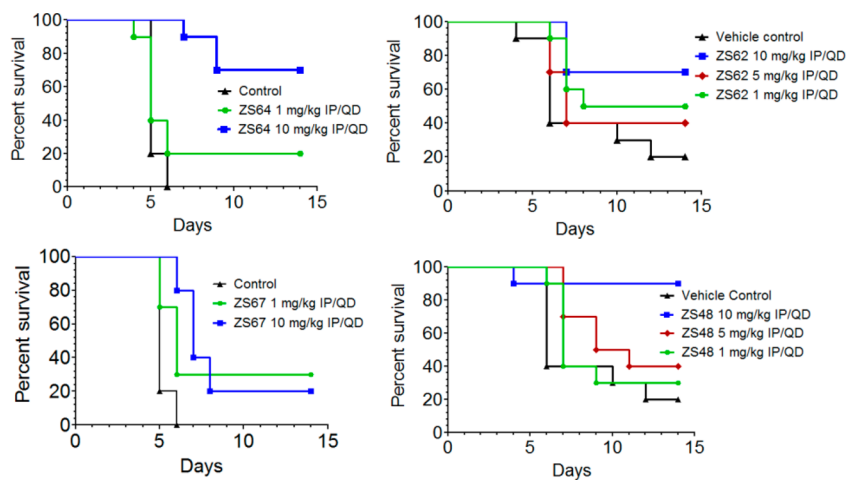 100
80
60
40
20
0
Percent survival
0 5 10 15
Days
Control
ZS64 1 mg/kg IP/QD
ZS64 10 mg/kg IP/QD
100
80
60
40
20
0
Percent survival
0 5 10 15
Days
Vehicle control
ZS62 10 mg/kg IP/QD
ZS62 5 mg/kg IP/QD
ZS62 1 mg/kg IP/QD
100
80
60
40
20
0
Percent survival
0 5 10 15
Days
Control
ZS67 1 mg/kg IP/QD
ZS67 10 mg/kg IP/QD
100
80
60
40
20
0
Percent survival
0 5 10 15
Days
Vehicle Control
ZS48 10 mg/kg IP/QD
ZS48 5 mg/kg IP/QD
ZS48 1 mg/kg IP/QD